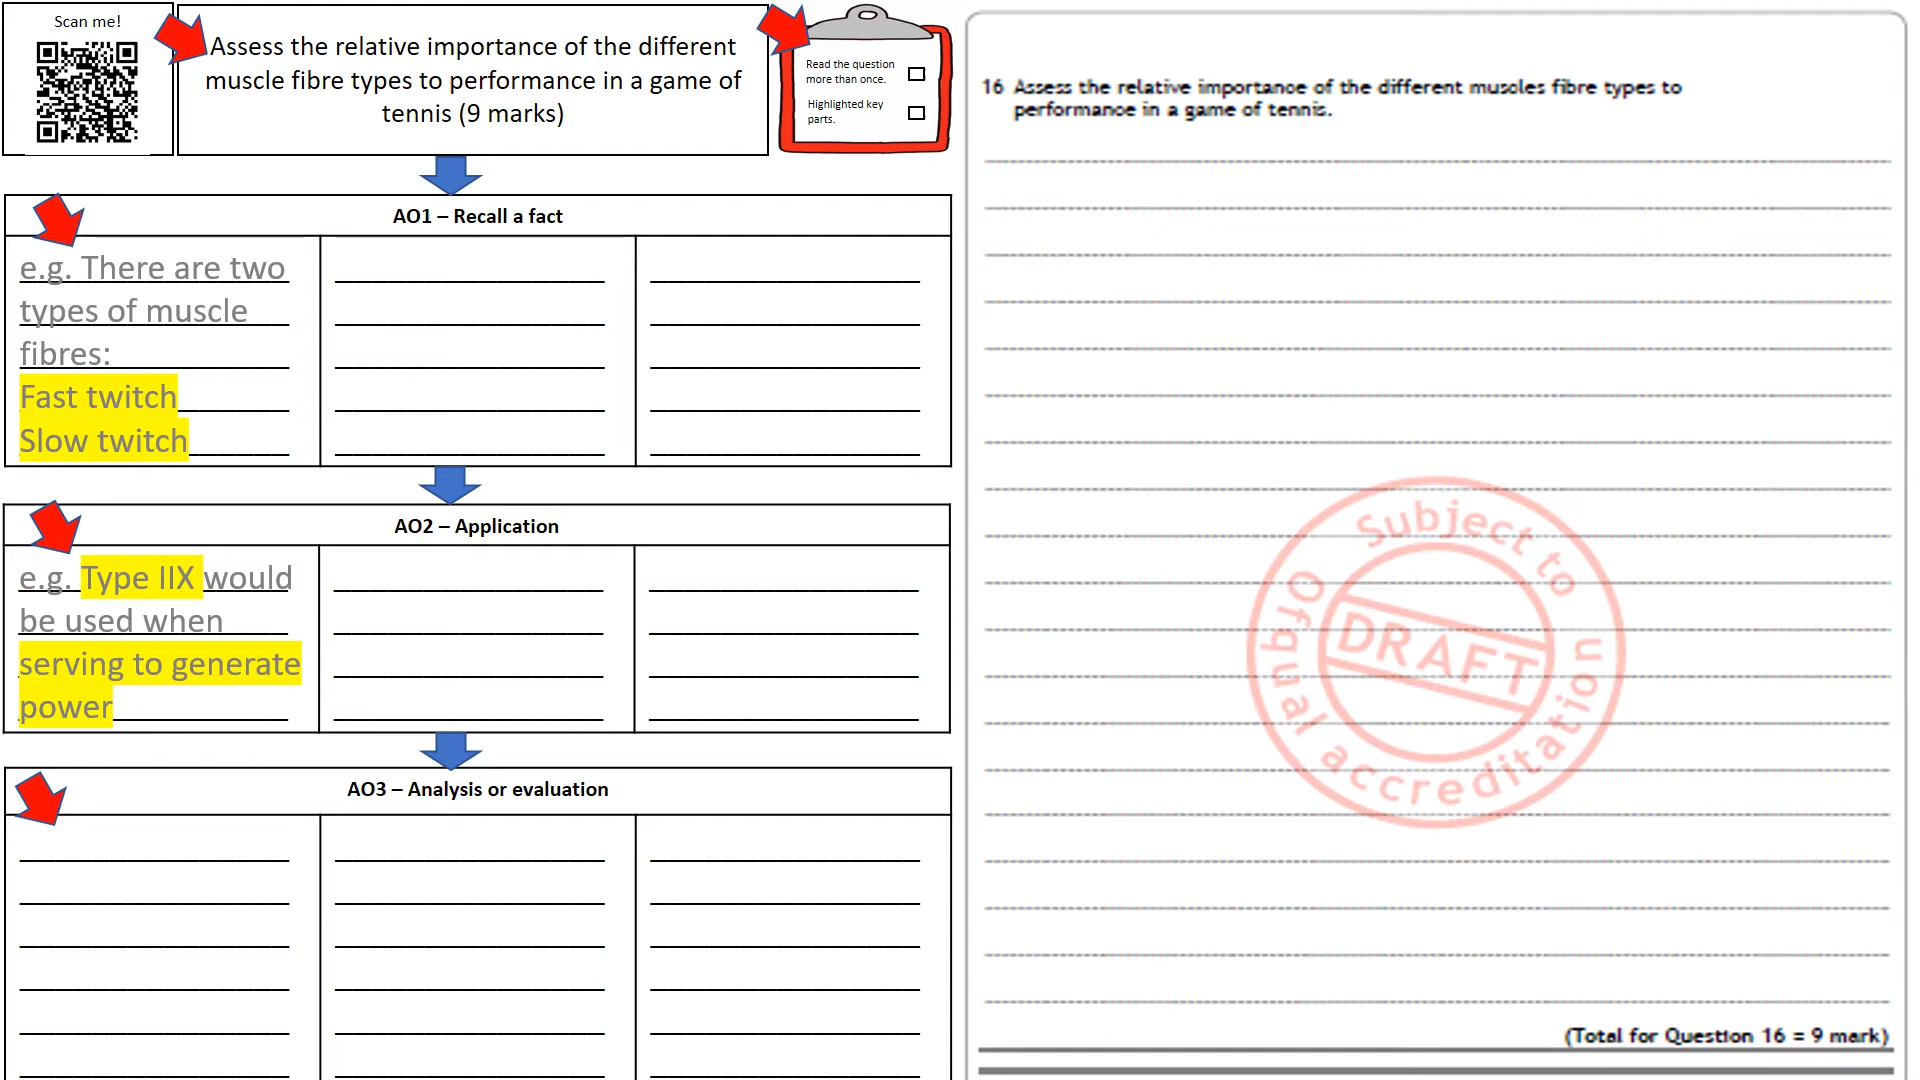 Scan me!
Assess the relative importance of the different
muscle fibre types to performance in a game of
tennis (9 marks)
Read the question
more than once.
Highlighted key
parts.
AO1 – Recall a fact
e.g. There are two
types of muscle
fibres:
Fast twitch
Slow twitch
AO2 – Application
e.g. Type IIX would
be used when
serving to generate
power
AO3 – Analysis or evaluation
16 Assess the relative importance of the different muscles fibre types to
performance in a game of tennis.
Subject to
Ofqual accreditation
DRAFT
(Total for Question 16 = 9 mark)